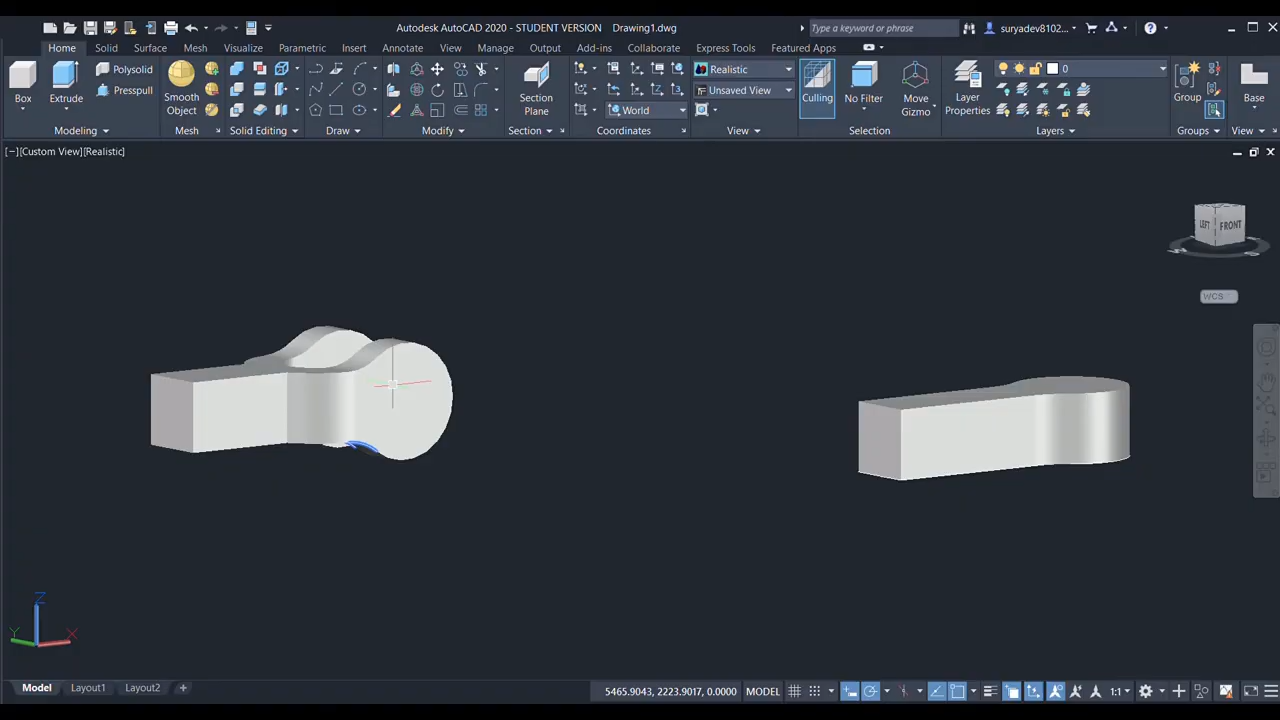 Autodesk AutoCAD 2020 - STUDENT VERSION Drawing1.dwg
Type a keyword or phrase
suryadev8102...
Home Solid Surface Mesh Visualize Parametric Insert Annotate View Manage Output Add-ins Collaborate Express Tools Featured Apps
Box
Extrude
Polysolid
Presspull
Smooth
Object
Section
Plane
World
Realistic
Unsaved View
Culling
No Filter
Move
Gizmo
Layer
Properties
0
Group
Base
Modeling
Mesh
Solid Editing
Draw
Modify
Section
Coordinates
View
Selection
Layers
Groups
View
[−][Custom View][Realistic]
LEFT
FRONT
WCS
Z
Y
X
Model Layout1 Layout2 +
5465.9043, 2223.9017, 0.0000 MODEL
1:1